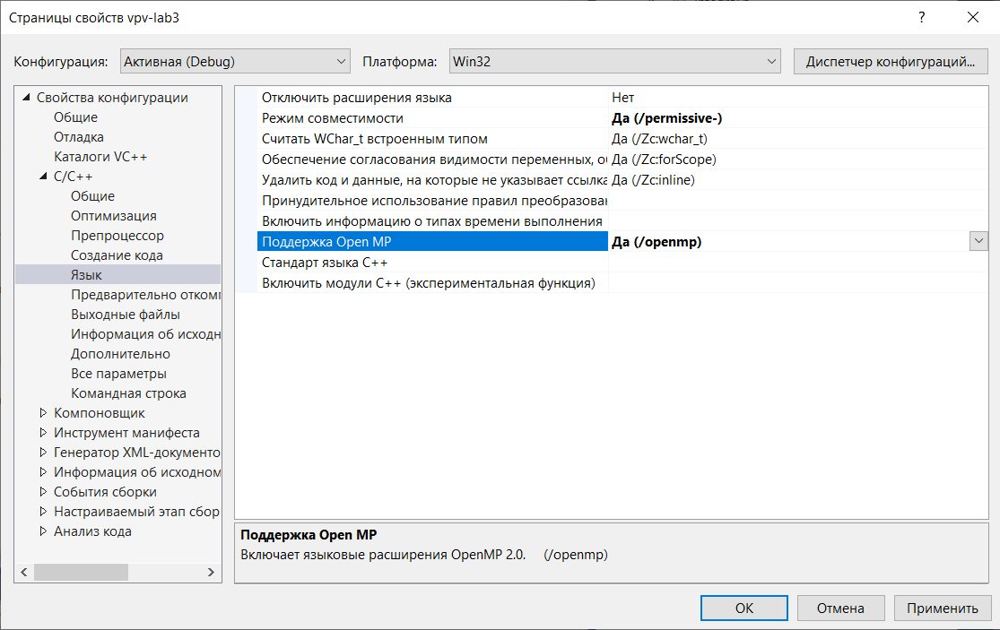 Страницы свойств vpv-lab3
?
Конфигурация: Активная (Debug) Платформа: Win32 Диспетчер конфигураций...
Свойства конфигурации
Общие
Отладка
Каталоги VC++
C/C++
Общие
Оптимизация
Препроцессор
Создание кода
Язык
Предварительно откомп
Выходные файлы
Информация об исходн
Дополнительно
Все параметры
Командная строка
Компоновщик
Инструмент манифеста
Генератор XML-документо
Информация об исходном
События сборки
Настраиваемый этап сбор
Анализ кода
Отключить расширения языка Нет
Режим совместимости Да (/permissive-)
Считать WChar_t встроенным типом Да (/Zc:wchar_t)
Обеспечение согласования видимости переменных, об Да (/Zc:forScope)
Удалить код и данные, на которые не указывает ссылка Да (/Zc:inline)
Принудительное использование правил преобразован
Включить информацию о типах времени выполнения
Поддержка Open MP Да (/openmp)
Стандарт языка C++
Включить модули C++ (экспериментальная функция)
Поддержка Open MP
Включает языковые расширения OpenMP 2.0. (/openmp)
ОК Отмена Применить